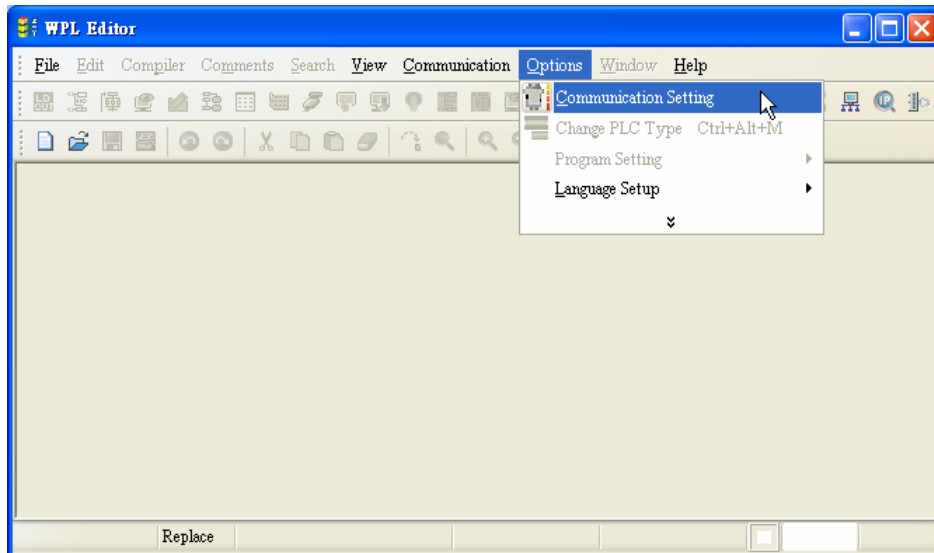 WPL Editor
File Edit Compiler Comments Search View Communication Options Window Help
Communication Setting
Change PLC Type Ctrl+Alt+M
Program Setting
Language Setup
Replace